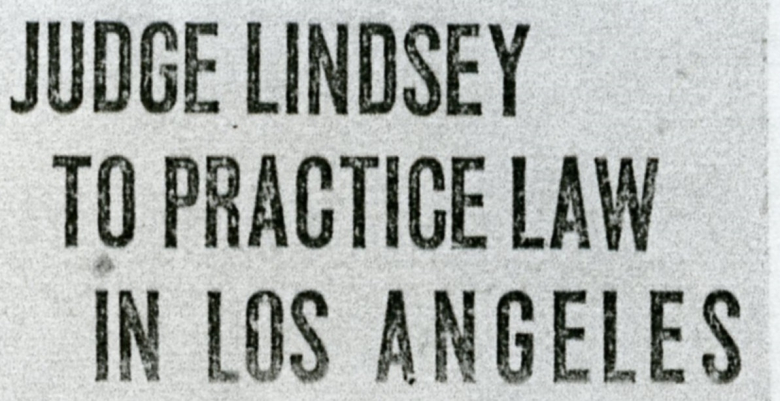 JUDGE LINDSEY
TO PRACTICE LAW
IN LOS ANGELES